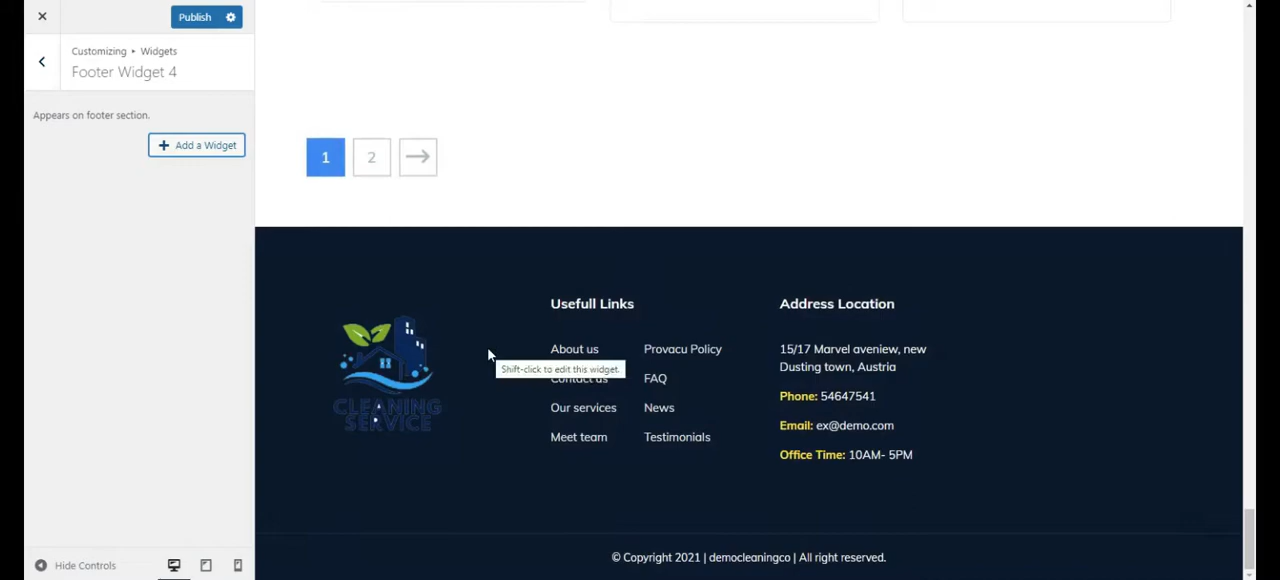 Publish
Customizing ▸ Widgets
Footer Widget 4
Appears on footer section.
+ Add a Widget
1 2 →
CLEANING
SERVICE
Usefull Links
About us
Contact us
Our services
Meet team
Provacu Policy
FAQ
News
Testimonials
Shift-click to edit this widget.
Address Location
15/17 Marvel aveniew, new
Dusting town, Austria
Phone: 54647541
Email: ex@demo.com
Office Time: 10AM- 5PM
Hide Controls
© Copyright 2021 | democleaningco | All right reserved.